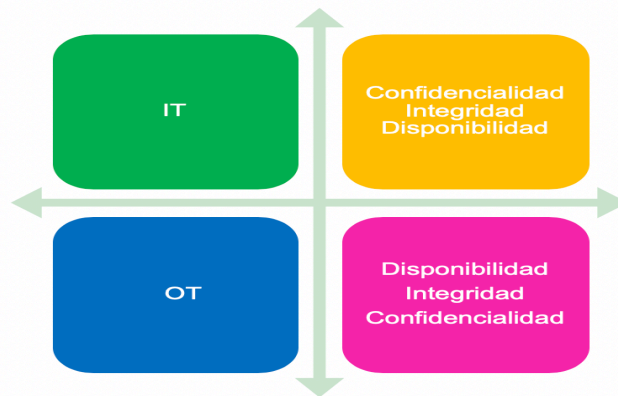 IT
Confidencialidad
Integridad
Disponibilidad
OT
Disponibilidad
Integridad
Confidencialidad